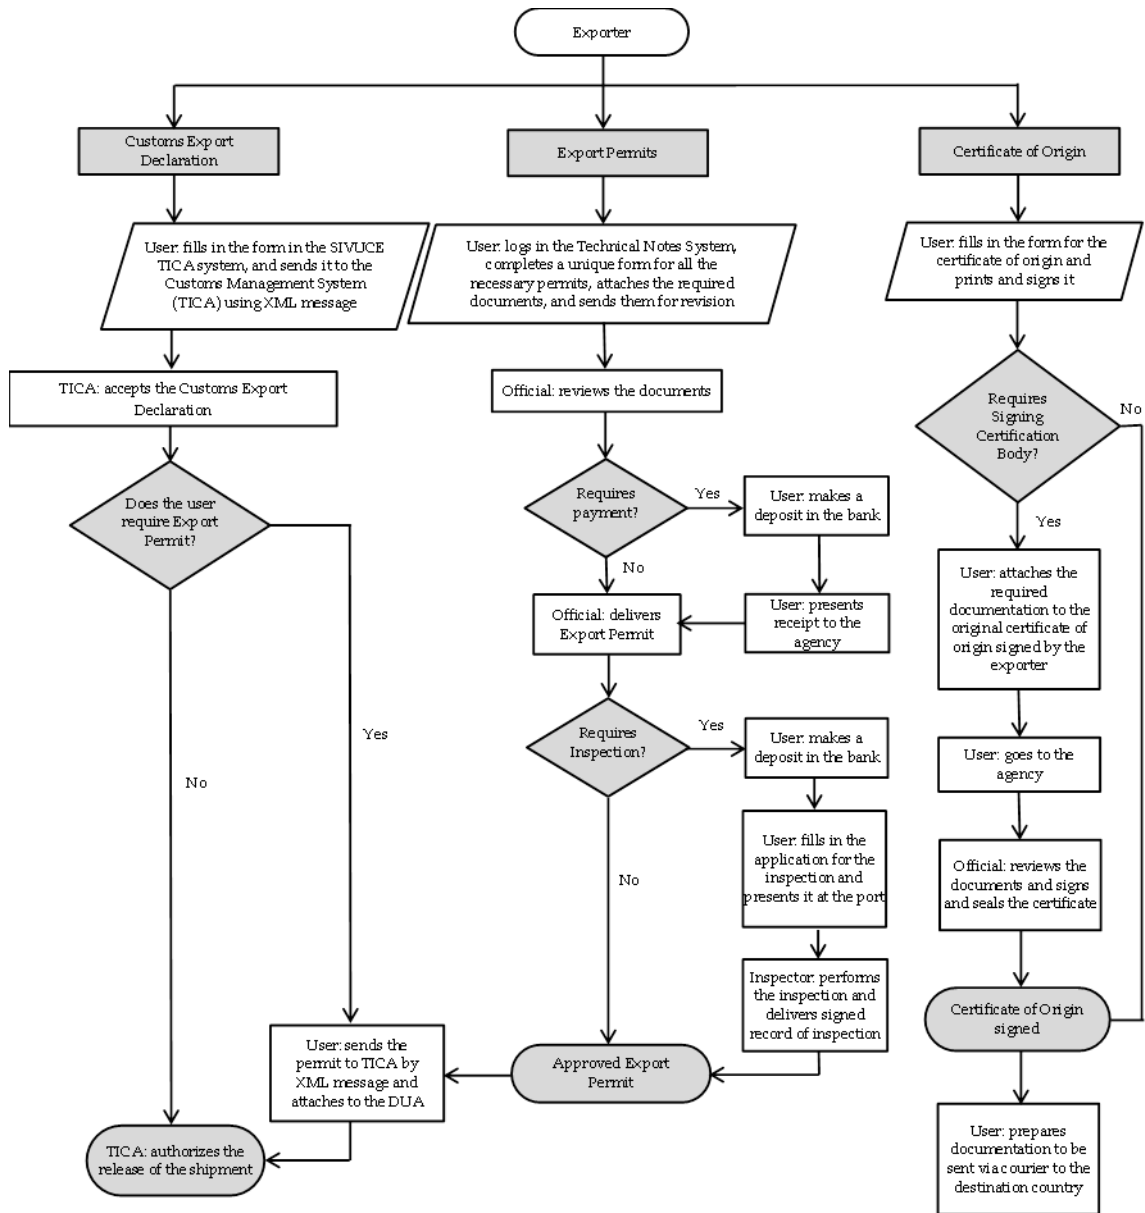 Exporter
Customs Export
Declaration
User: fills in the form in the SIVUCE
TICA system, and sends it to the
Customs Management System
(TICA) using XML message
TICA: accepts the Customs Export
Declaration
Does the user
require Export
Permit?
No
Yes
User: sends the
permit to TICA by
XML message and
attaches to the DUA
TICA: authorizes the
release of the shipment
Export Permits
User: logs in the Technical Notes System,
completes a unique form for all the
necessary permits, attaches the required
documents, and sends them for revision
Official: reviews the documents
Requires
payment?
Yes
User: makes a
deposit in the bank
No
User: presents
receipt to the
agency
Official: delivers
Export Permit
Requires
Inspection?
Yes
User: makes a
deposit in the bank
No
User: fills in the
application for the
inspection and
presents it at the port
Inspector: performs
the inspection and
delivers signed
record of inspection
Approved Export
Permit
Certificate of Origin
User: fills in the form for the
certificate of origin and
prints and signs it
Requires
Signing
Certification
Body?
No
Yes
User: attaches the
required
documentation to the
original certificate of
origin signed by the
exporter
User: goes to the
agency
Official: reviews the
documents and signs
and seals the certificate
Certificate of Origin
signed
User: prepares
documentation to be
sent via courier to the
destination country